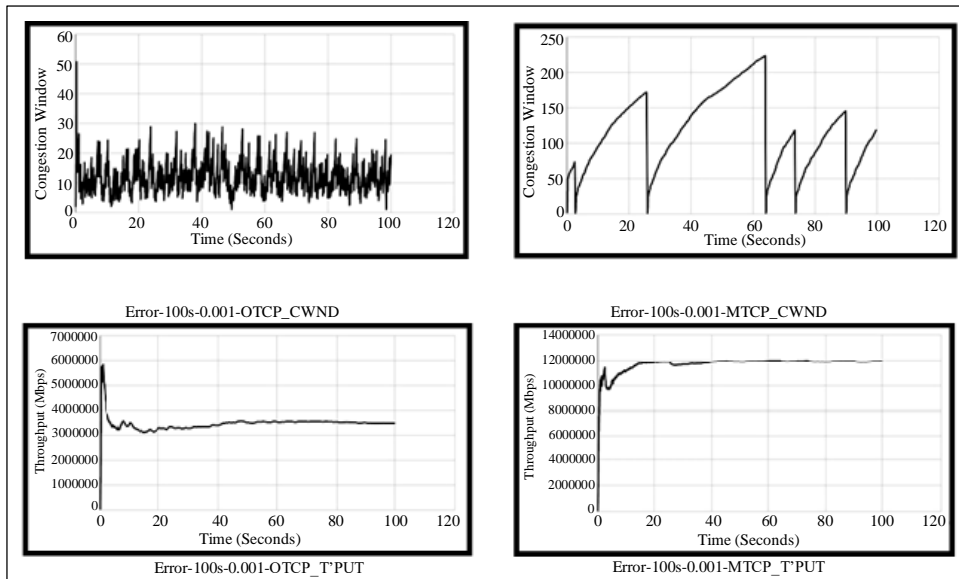 60
50
40
30
20
10
0
Congestion Window
0 20 40 60 80 100 120
Time (Seconds)
Error-100s-0.001-OTCP_CWND
250
200
150
100
50
0
Congestion Window
0 20 40 60 80 100 120
Time (Seconds)
Error-100s-0.001-MTCP_CWND
7000000
6000000
5000000
4000000
3000000
2000000
1000000
0
Throughput (Mbps)
0 20 40 60 80 100 120
Time (Seconds)
Error-100s-0.001-OTCP_T'PUT
14000000
12000000
10000000
8000000
6000000
4000000
2000000
0
Throughput (Mbps)
0 20 40 60 80 100 120
Time (Seconds)
Error-100s-0.001-MTCP_T'PUT